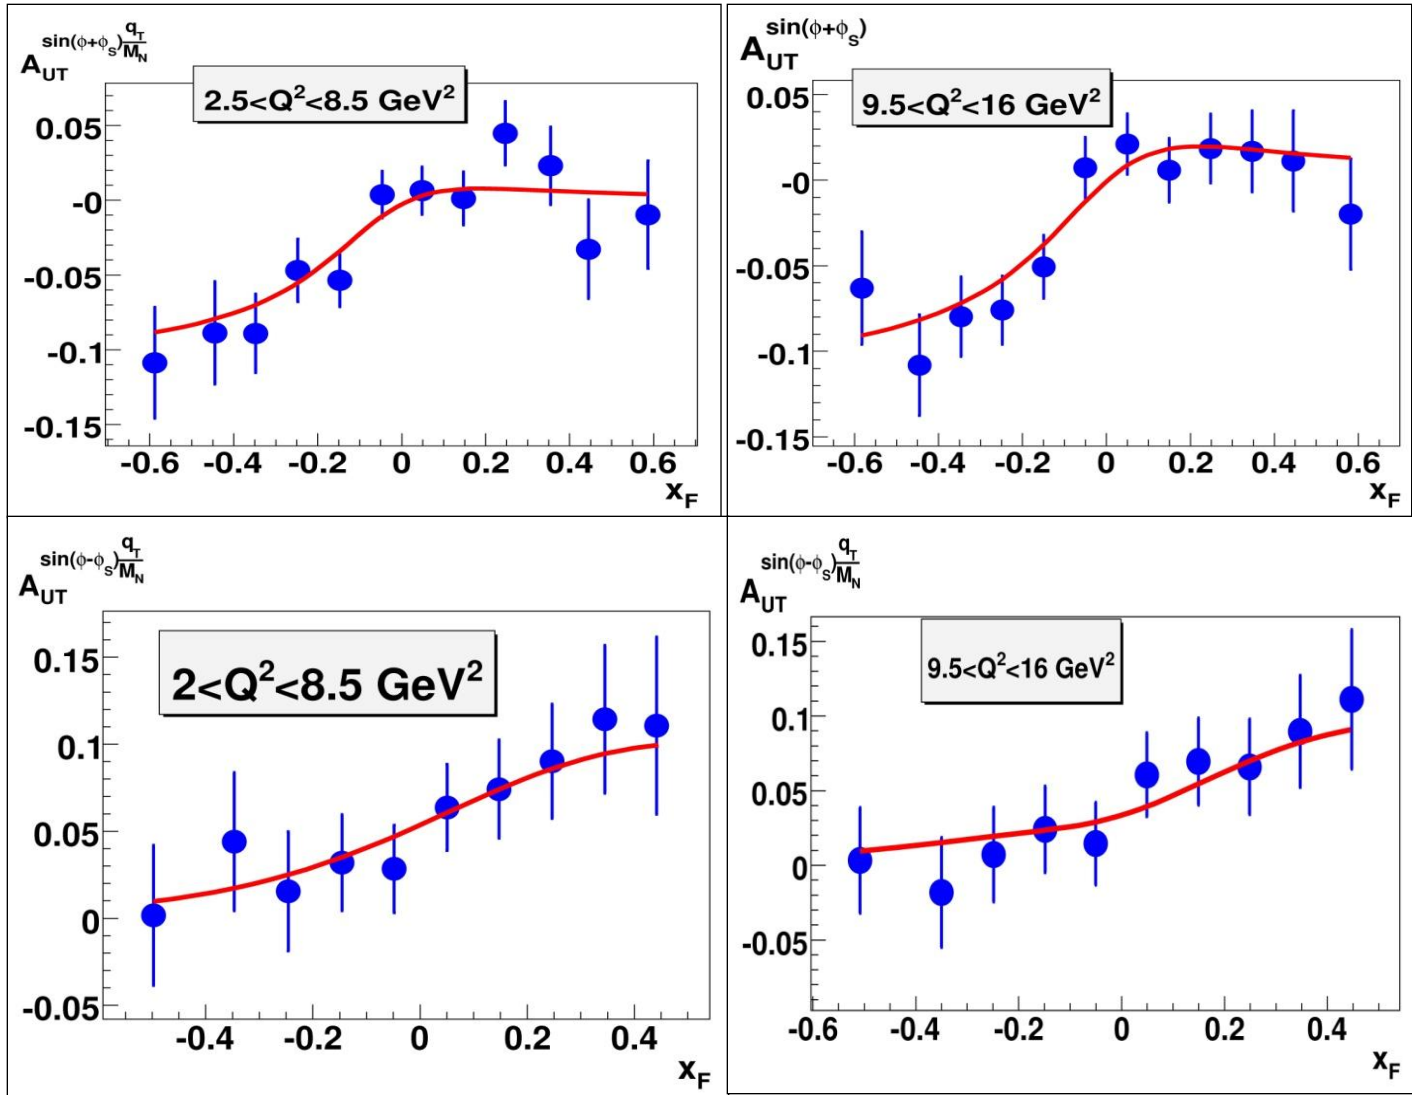 A_UT^sin(ϕ+ϕ_S) q_T/M_N
2.5<Q²<8.5 GeV²
0.05
-0
-0.05
-0.1
-0.15
-0.6 -0.4 -0.2 0 0.2 0.4 0.6
x_F
A_UT^sin(ϕ+ϕ_S)
9.5<Q²<16 GeV²
0.05
-0
-0.05
-0.1
-0.15
-0.6 -0.4 -0.2 0 0.2 0.4 0.6
x_F
A_UT^sin(ϕ-ϕ_S) q_T/M_N
2<Q²<8.5 GeV²
0.15
0.1
0.05
0
-0.05
-0.4 -0.2 0 0.2 0.4
x_F
A_UT^sin(ϕ-ϕ_S) q_T/M_N
9.5<Q²<16 GeV²
0.15
0.1
0.05
0
-0.05
-0.6 -0.4 -0.2 0 0.2 0.4
x_F